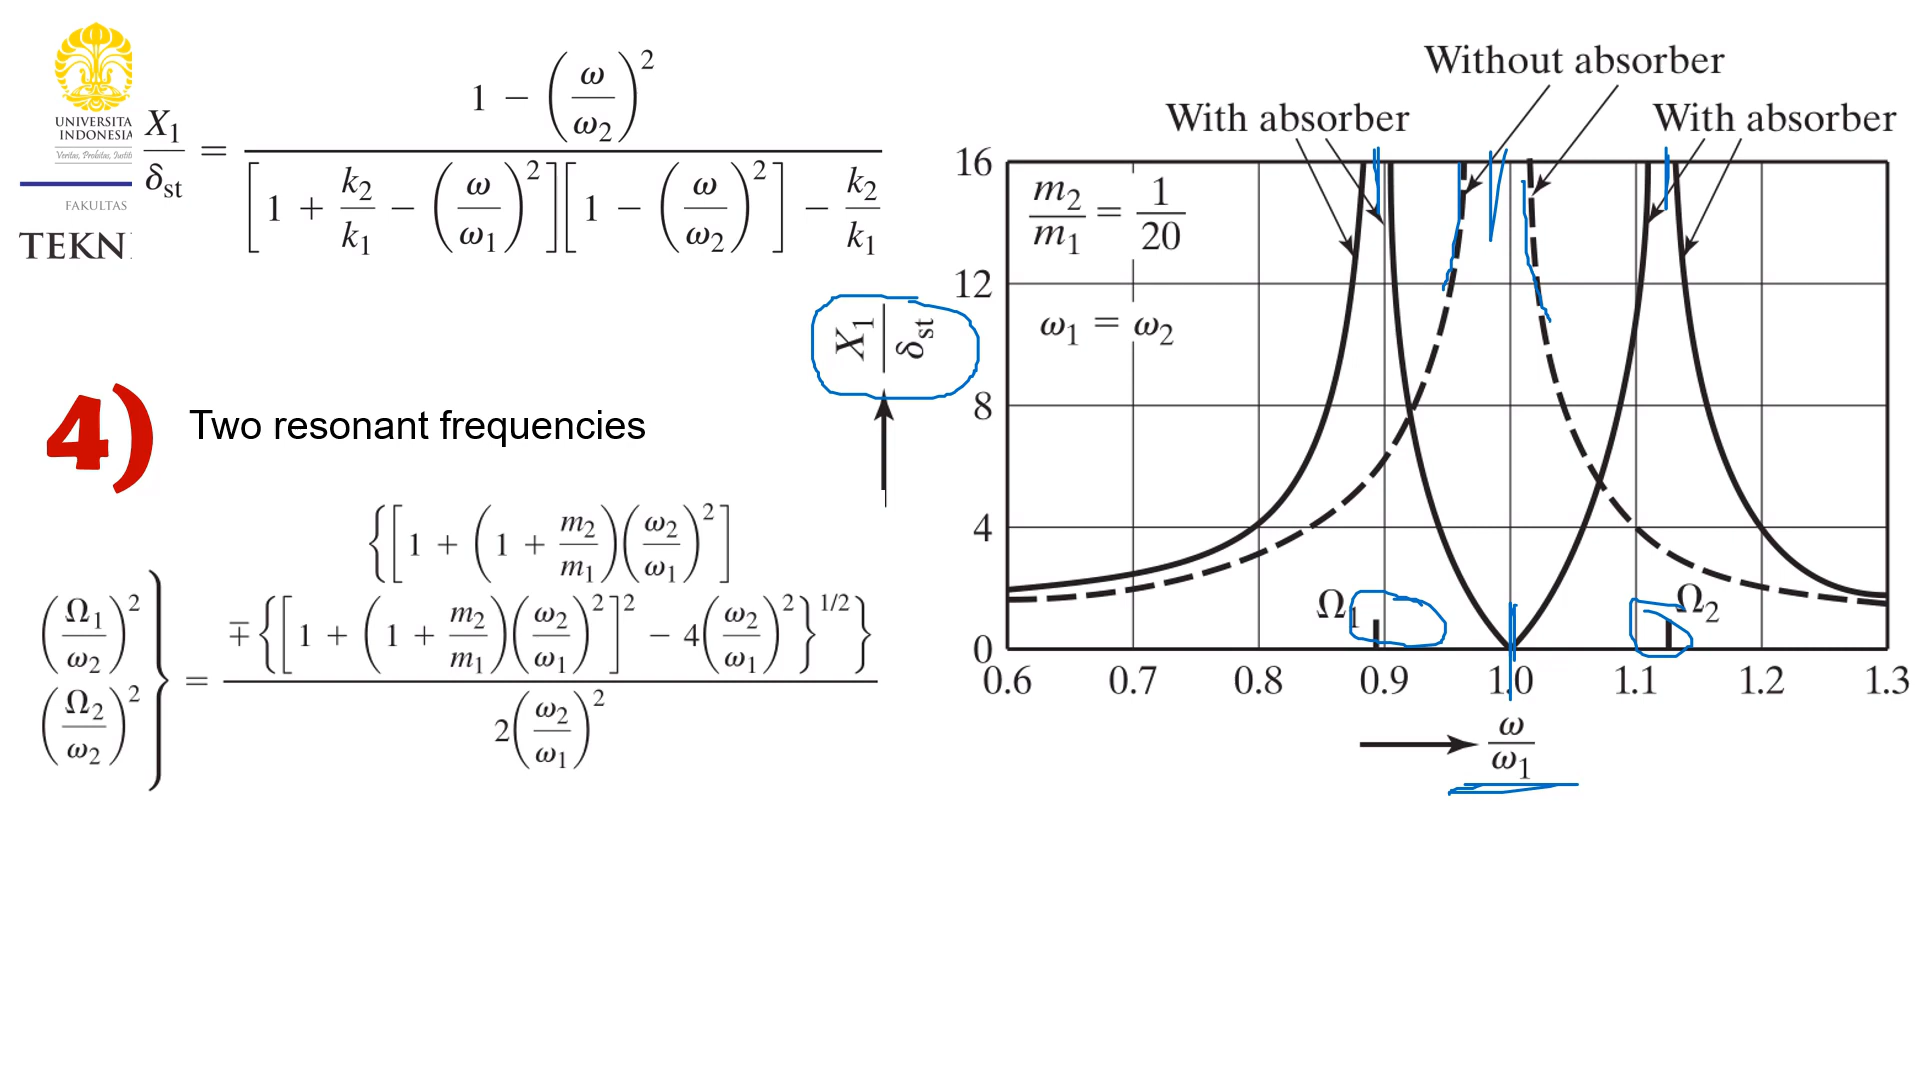 UNIVERSITA
INDONESIA
Veritas, Probitas, Iustiti
FAKULTAS
TEKN
X₁/δst = (1 − (ω/ω₂)²) / ([1 + k₂/k₁ − (ω/ω₁)²][1 − (ω/ω₂)²] − k₂/k₁)
4)
Two resonant frequencies
(Ω₁/ω₂)²
(Ω₂/ω₂)²
} = {[1 + (1 + m₂/m₁)(ω₂/ω₁)²]
∓ {[1 + (1 + m₂/m₁)(ω₂/ω₁)²]² − 4(ω₂/ω₁)²}^1/2}
2(ω₂/ω₁)²
Without absorber
With absorber
With absorber
m₂/m₁ = 1/20
ω₁ = ω₂
X₁/δst
16
12
8
4
0
Ω₁
Ω₂
0.6 0.7 0.8 0.9 1.0 1.1 1.2 1.3
ω/ω₁